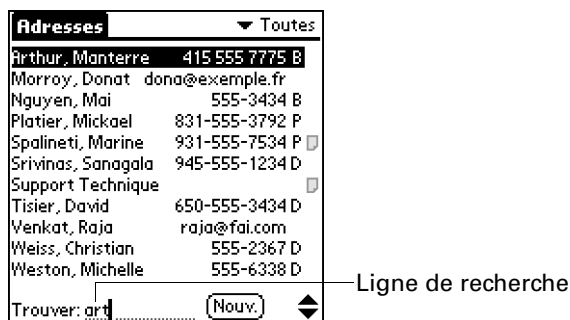 Adresses Toutes
Arthur, Manterre 415 555 7775 B
Morroy, Donat dona@exemple.fr
Nguyen, Mai 555-3434 B
Platier, Mickael 831-555-3792 P
Spalineti, Marine 931-555-7534 P
Srivinas, Sanagala 945-555-1234 D
Support Technique
Tisier, David 650-555-3434 D
Venkat, Raja raja@fai.com
Weiss, Christian 555-2367 D
Weston, Michelle 555-6338 D
Ligne de recherche
Trouver: art Nouv.